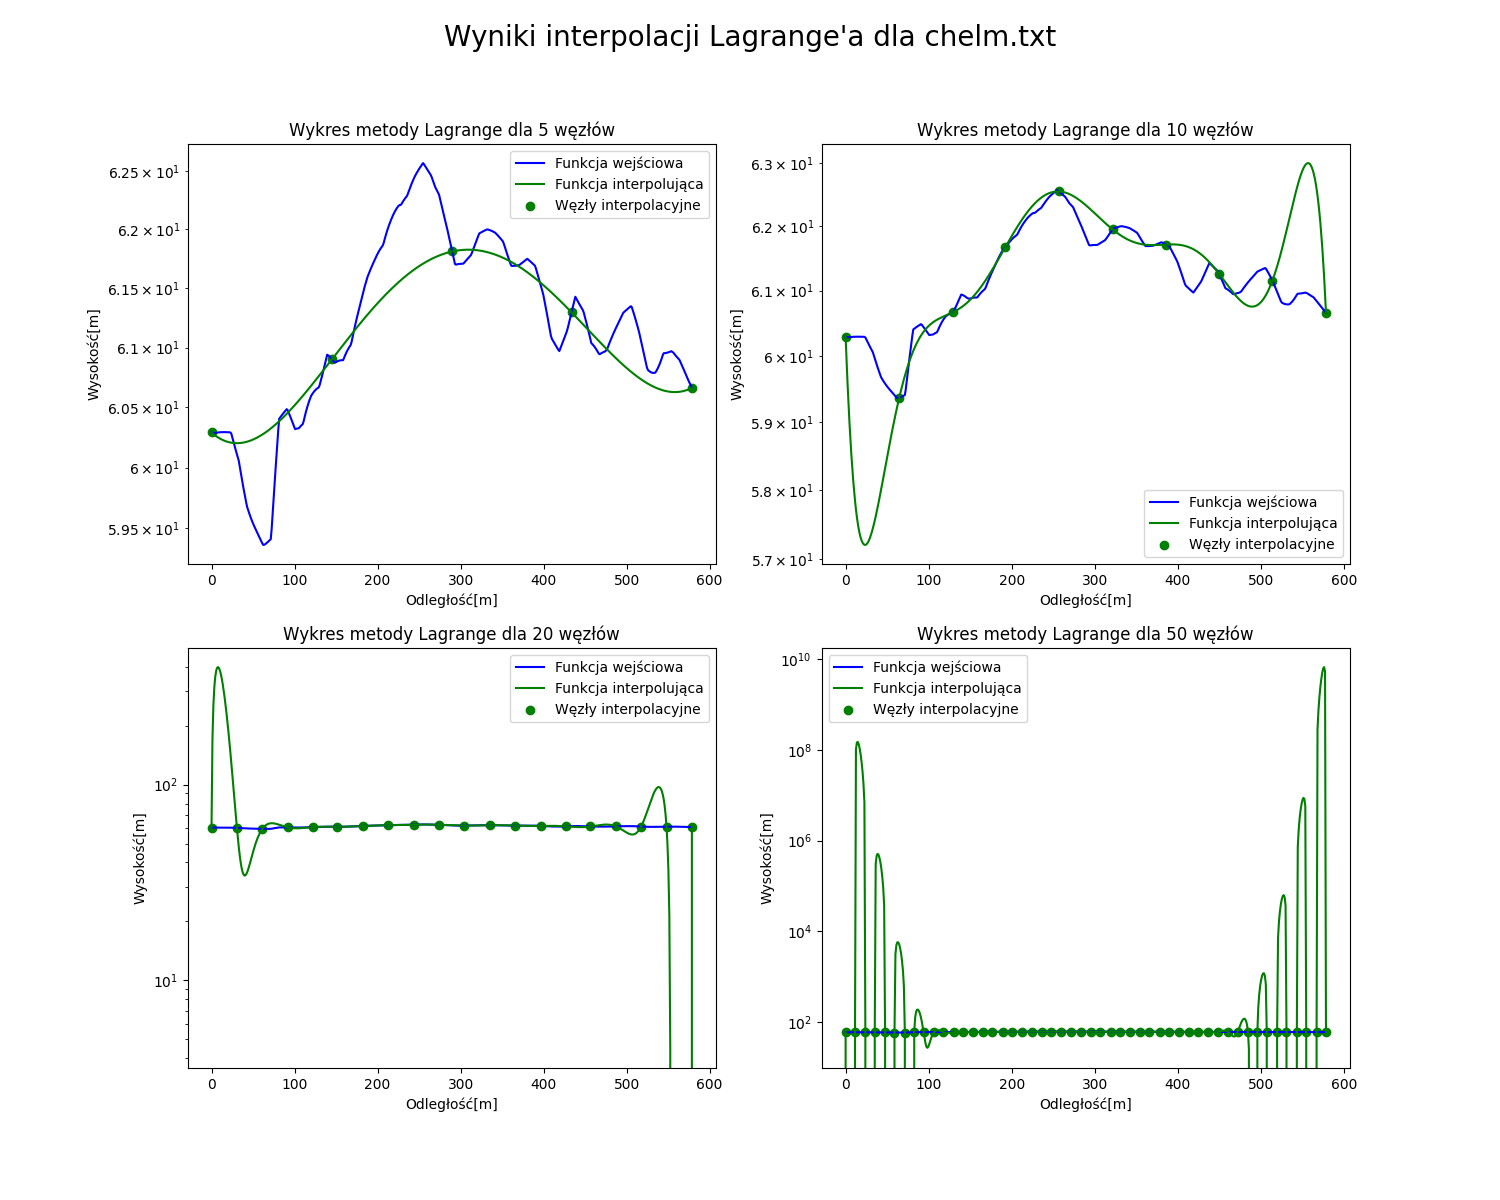 Wyniki interpolacji Lagrange'a dla chelm.txt
Wykres metody Lagrange dla 5 węzłów
Wysokość[m]
6.25 × 10¹
6.2 × 10¹
6.15 × 10¹
6.1 × 10¹
6.05 × 10¹
6 × 10¹
5.95 × 10¹
Funkcja wejściowa
Funkcja interpolująca
Węzły interpolacyjne
0 100 200 300 400 500 600
Odległość[m]
Wykres metody Lagrange dla 10 węzłów
Wysokość[m]
6.3 × 10¹
6.2 × 10¹
6.1 × 10¹
6 × 10¹
5.9 × 10¹
5.8 × 10¹
5.7 × 10¹
Funkcja wejściowa
Funkcja interpolująca
Węzły interpolacyjne
0 100 200 300 400 500 600
Odległość[m]
Wykres metody Lagrange dla 20 węzłów
Wysokość[m]
10²
10¹
Funkcja wejściowa
Funkcja interpolująca
Węzły interpolacyjne
0 100 200 300 400 500 600
Odległość[m]
Wykres metody Lagrange dla 50 węzłów
Wysokość[m]
10¹⁰
10⁸
10⁶
10⁴
10²
Funkcja wejściowa
Funkcja interpolująca
Węzły interpolacyjne
0 100 200 300 400 500 600
Odległość[m]